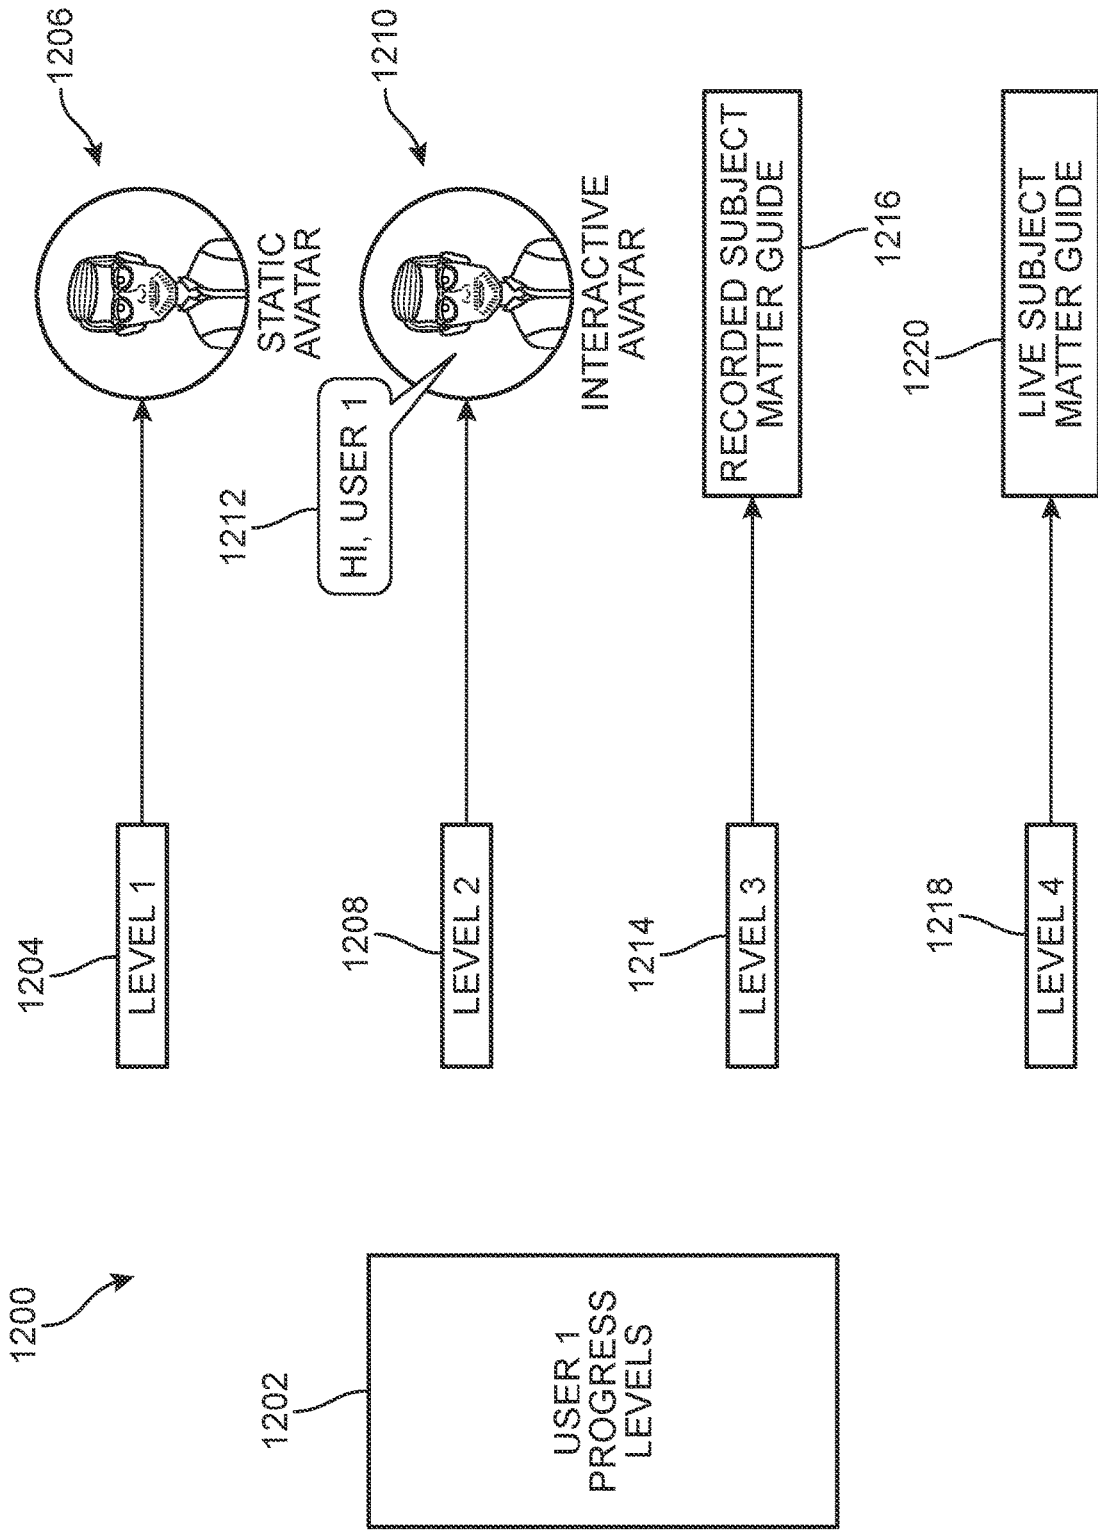 1200
1202
USER 1
PROGRESS
LEVELS
1204
LEVEL 1
1206
STATIC
AVATAR
1208
LEVEL 2
1212
HI, USER 1
1210
INTERACTIVE
AVATAR
1214
LEVEL 3
RECORDED SUBJECT
MATTER GUIDE
1216
1218
LEVEL 4
1220
LIVE SUBJECT
MATTER GUIDE